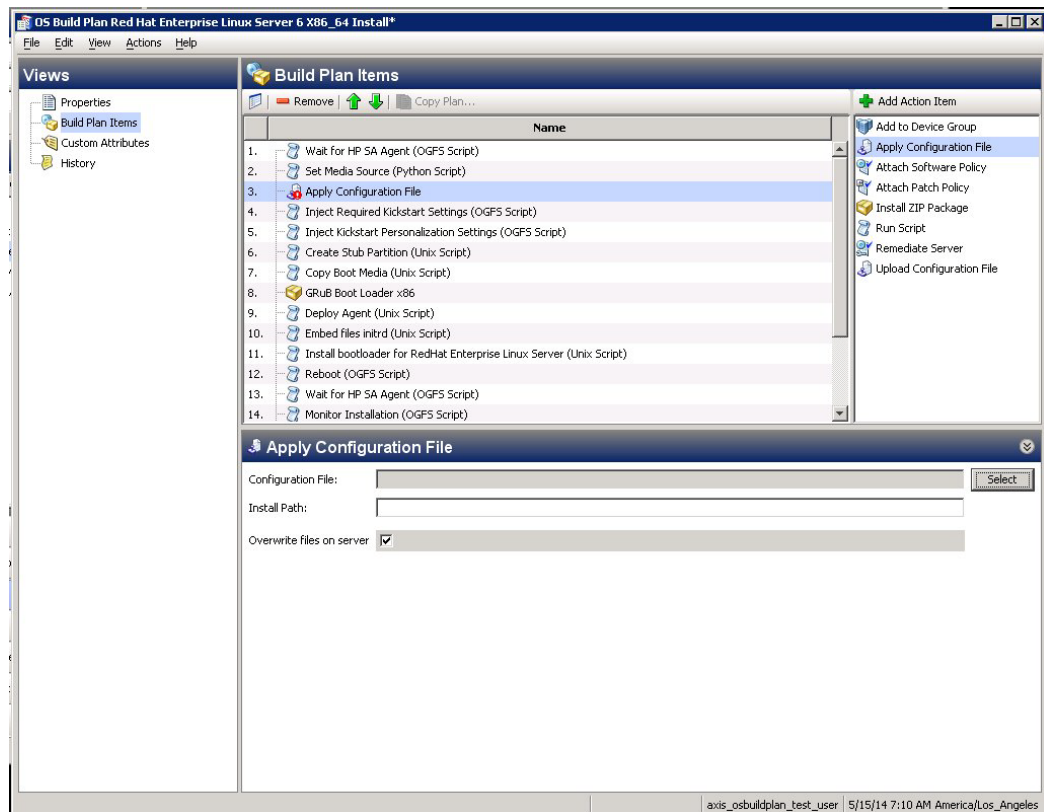 OS Build Plan Red Hat Enterprise Linux Server 6 X86_64 Install*
File Edit View Actions Help
Views
Properties
Build Plan Items
Custom Attributes
History
Build Plan Items
Remove Copy Plan...
Name
1. Wait for HP SA Agent (OGFS Script)
2. Set Media Source (Python Script)
3. Apply Configuration File
4. Inject Required Kickstart Settings (OGFS Script)
5. Inject Kickstart Personalization Settings (OGFS Script)
6. Create Stub Partition (Unix Script)
7. Copy Boot Media (Unix Script)
8. GRuB Boot Loader x86
9. Deploy Agent (Unix Script)
10. Embed files initrd (Unix Script)
11. Install bootloader for RedHat Enterprise Linux Server (Unix Script)
12. Reboot (OGFS Script)
13. Wait for HP SA Agent (OGFS Script)
14. Monitor Installation (OGFS Script)
Add Action Item
Add to Device Group
Apply Configuration File
Attach Software Policy
Attach Patch Policy
Install ZIP Package
Run Script
Remediate Server
Upload Configuration File
Apply Configuration File
Configuration File: Select
Install Path:
Overwrite files on server
axis_osbuildplan_test_user 5/15/14 7:10 AM America/Los_Angeles